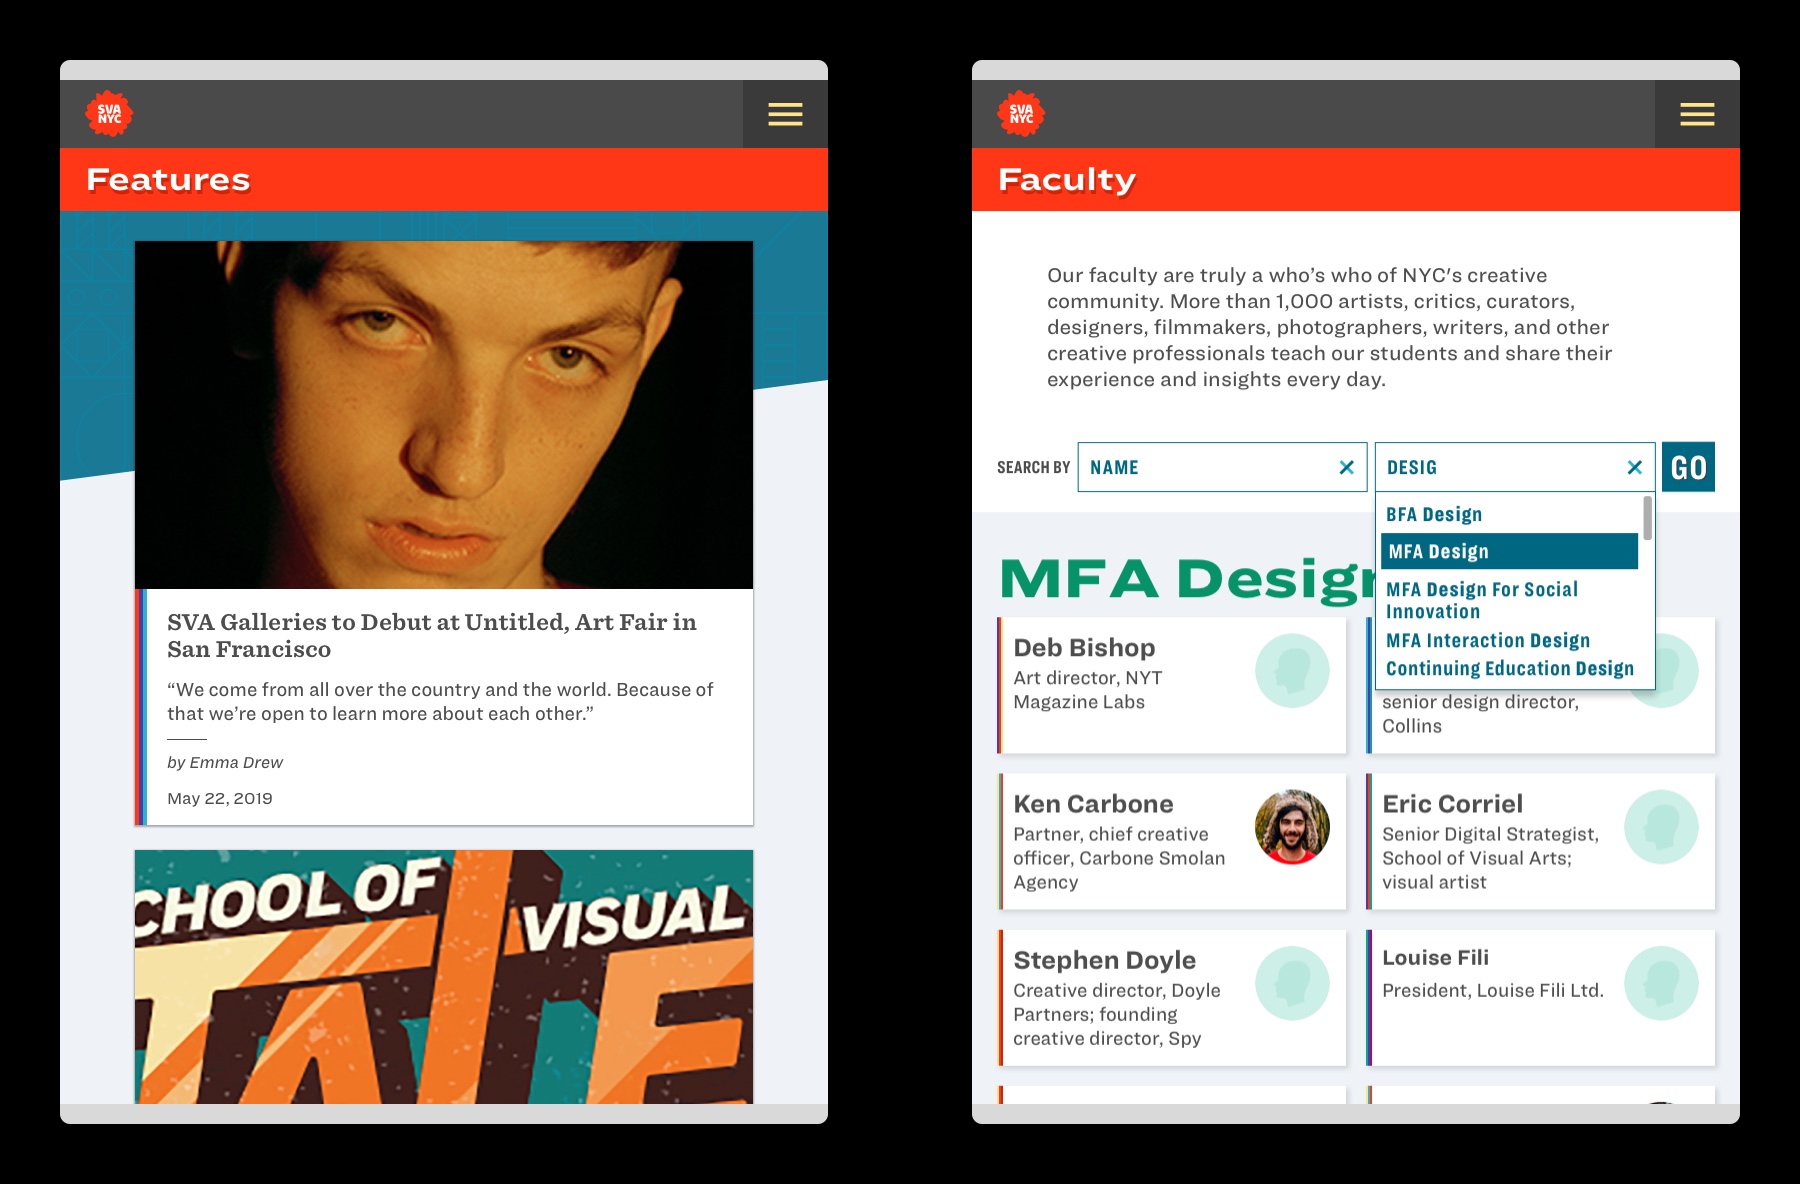 SVA
NYC
Features
SVA Galleries to Debut at Untitled, Art Fair in
San Francisco
“We come from all over the country and the world. Because of
that we’re open to learn more about each other.”
by Emma Drew
May 22, 2019
CHOOL OF
VISUAL
SVA
NYC
Faculty
Our faculty are truly a who’s who of NYC's creative
community. More than 1,000 artists, critics, curators,
designers, filmmakers, photographers, writers, and other
creative professionals teach our students and share their
experience and insights every day.
SEARCH BY NAME DESIG GO
BFA Design
MFA Design
MFA Design For Social
Innovation
MFA Interaction Design
Continuing Education Design
MFA Design
Deb Bishop
Art director, NYT
Magazine Labs
senior design director,
Collins
Ken Carbone
Partner, chief creative
officer, Carbone Smolan
Agency
Eric Corriel
Senior Digital Strategist,
School of Visual Arts;
visual artist
Stephen Doyle
Creative director, Doyle
Partners; founding
creative director, Spy
Louise Fili
President, Louise Fili Ltd.